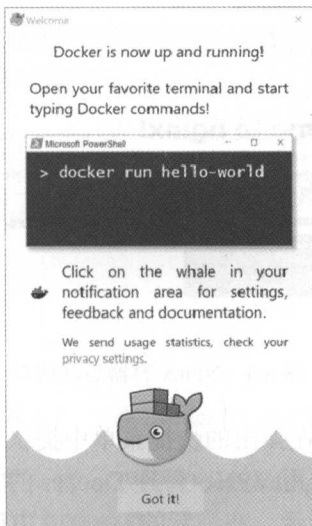 Welcome
Docker is now up and running!
Open your favorite terminal and start
typing Docker commands!
Microsoft PowerShell
> docker run hello-world
Click on the whale in your
notification area for settings,
feedback and documentation.
We send usage statistics, check your
privacy settings.
Got it!